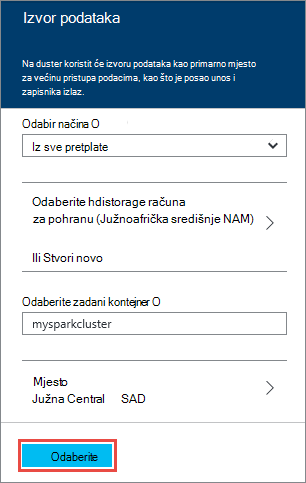 Izvor podataka
Na duster koristit će izvoru podataka kao primarno mjesto
za većinu pristupa podacima, kao što je posao unos i
zapisnika izlaz.
Odabir načina O
Iz sve pretplate
Odaberite hdistorage računa
za pohranu (Južnoafrička središnje NAM)
Ili Stvori novo
Odaberite zadani kontejner O
mysparkcluster
Mjesto
Južna Central SAD
Odaberite